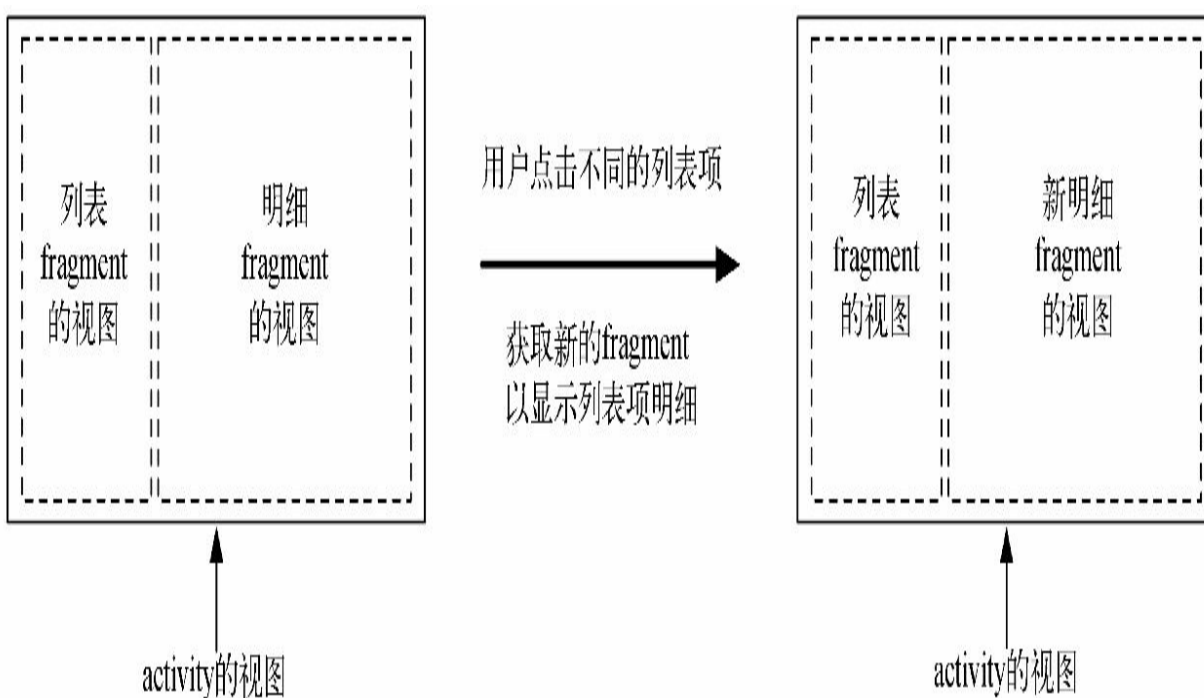 列表
fragment
的视图
明细
fragment
的视图
用户点击不同的列表项
获取新的fragment
以显示列表项明细
列表
fragment
的视图
新明细
fragment
的视图
activity的视图
activity的视图